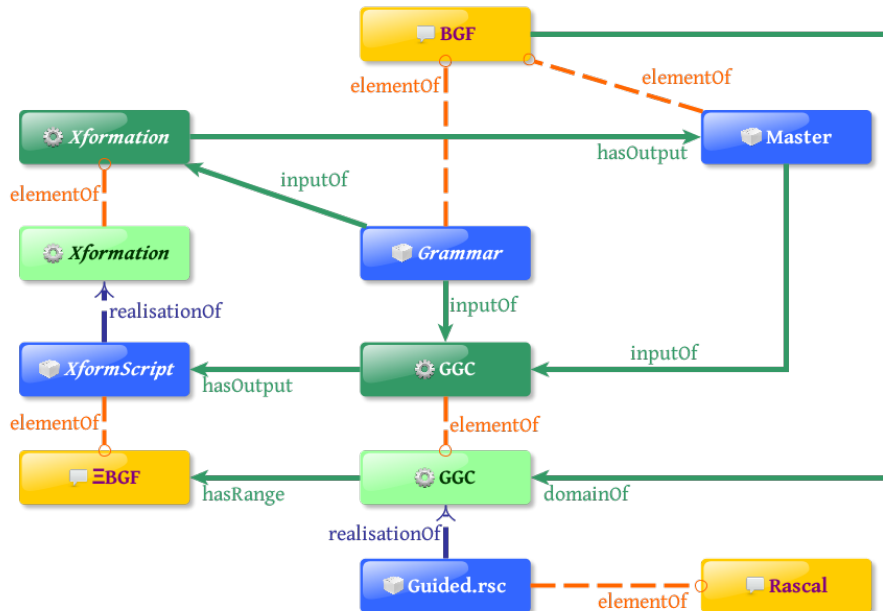 BGF
elementOf
elementOf
Xformation
hasOutput
Master
inputOf
elementOf
Xformation
Grammar
realisationOf
inputOf
inputOf
XformScript
hasOutput
GGC
elementOf
elementOf
ΞBGF
hasRange
GGC
domainOf
realisationOf
Guided.rsc
elementOf
Rascal